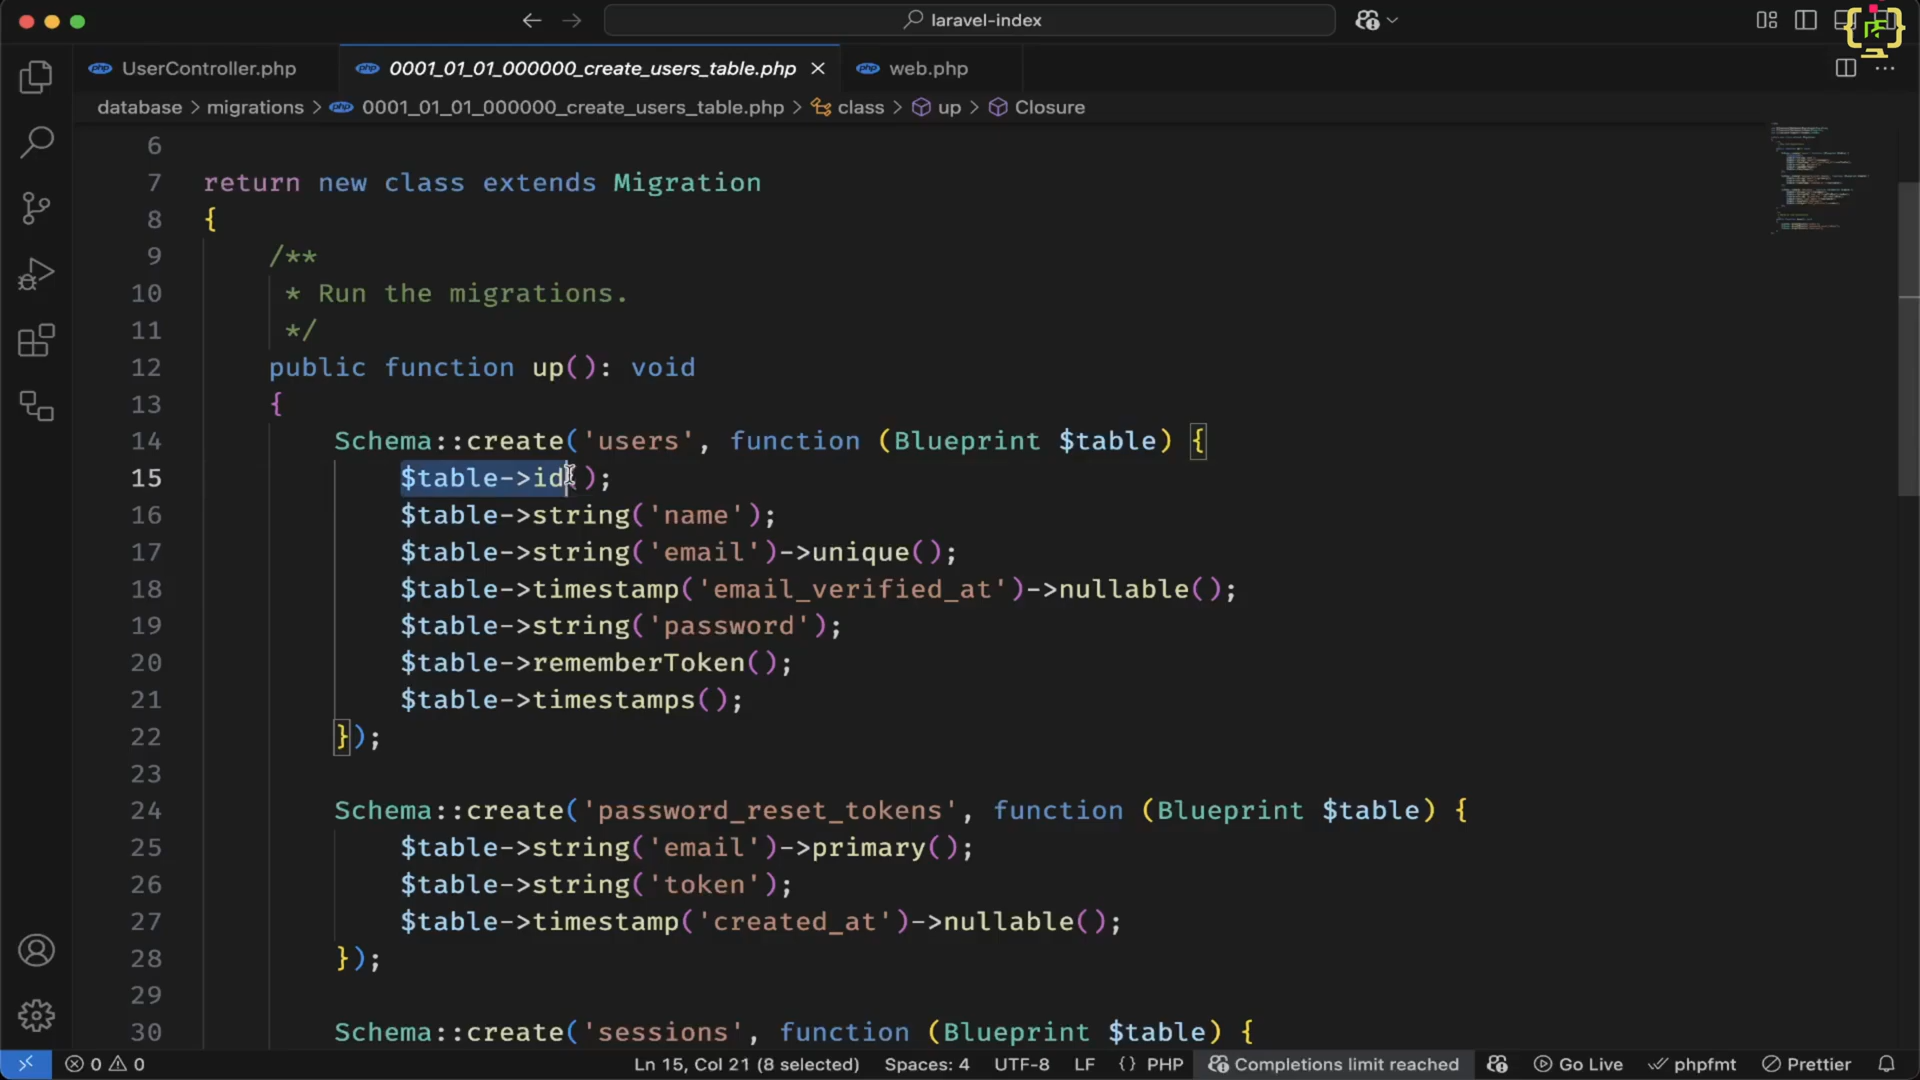 laravel-index
UserController.php
0001_01_01_000000_create_users_table.php
web.php
database > migrations > 0001_01_01_000000_create_users_table.php > class > up > Closure
6
7 return new class extends Migration
8 {
9 /**
10 * Run the migrations.
11 */
12 public function up(): void
13 {
14 Schema::create('users', function (Blueprint $table) {
15 $table->id();
16 $table->string('name');
17 $table->string('email')->unique();
18 $table->timestamp('email_verified_at')->nullable();
19 $table->string('password');
20 $table->rememberToken();
21 $table->timestamps();
22 });
23
24 Schema::create('password_reset_tokens', function (Blueprint $table) {
25 $table->string('email')->primary();
26 $table->string('token');
27 $table->timestamp('created_at')->nullable();
28 });
29
30 Schema::create('sessions', function (Blueprint $table) {
0 0 Ln 15, Col 21 (8 selected) Spaces: 4 UTF-8 LF {} PHP Completions limit reached Go Live phpfmt Prettier